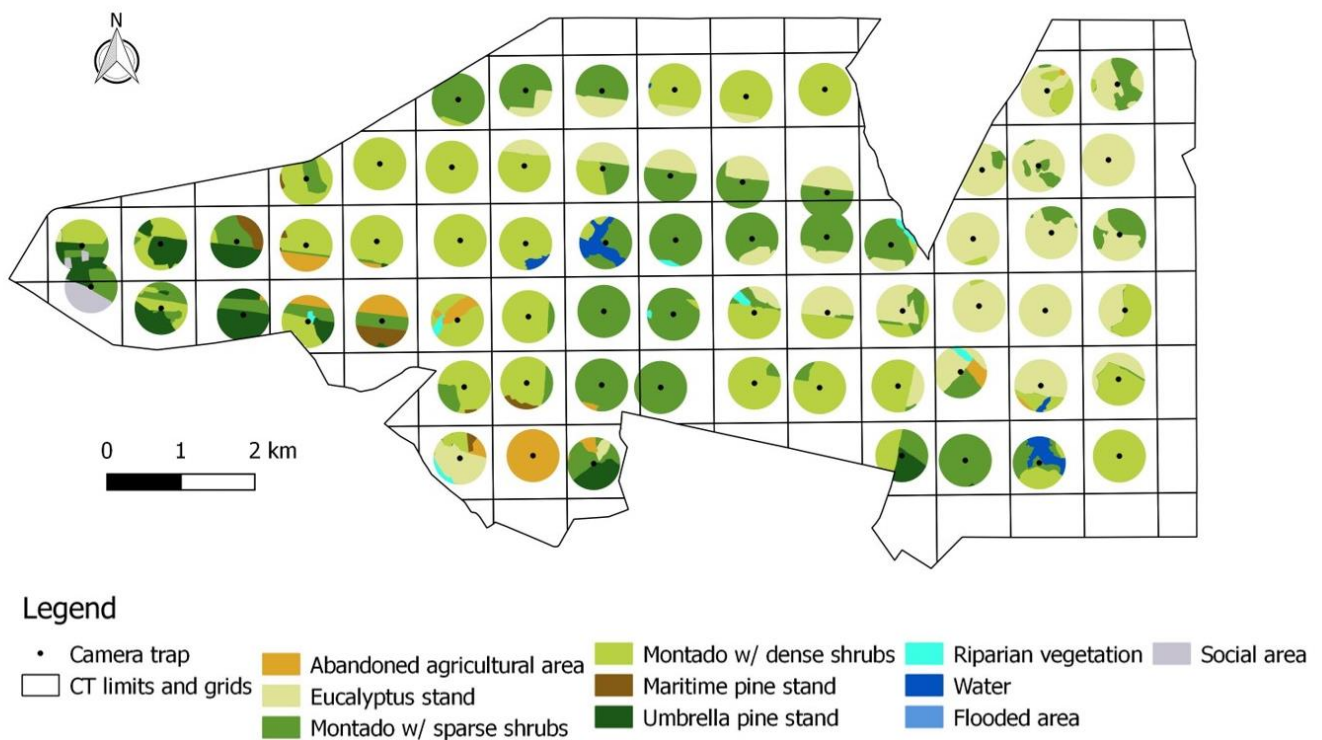 N
0 1 2 km
Legend
Camera trap
CT limits and grids
Abandoned agricultural area
Eucalyptus stand
Montado w/ sparse shrubs
Montado w/ dense shrubs
Maritime pine stand
Umbrella pine stand
Riparian vegetation
Water
Flooded area
Social area